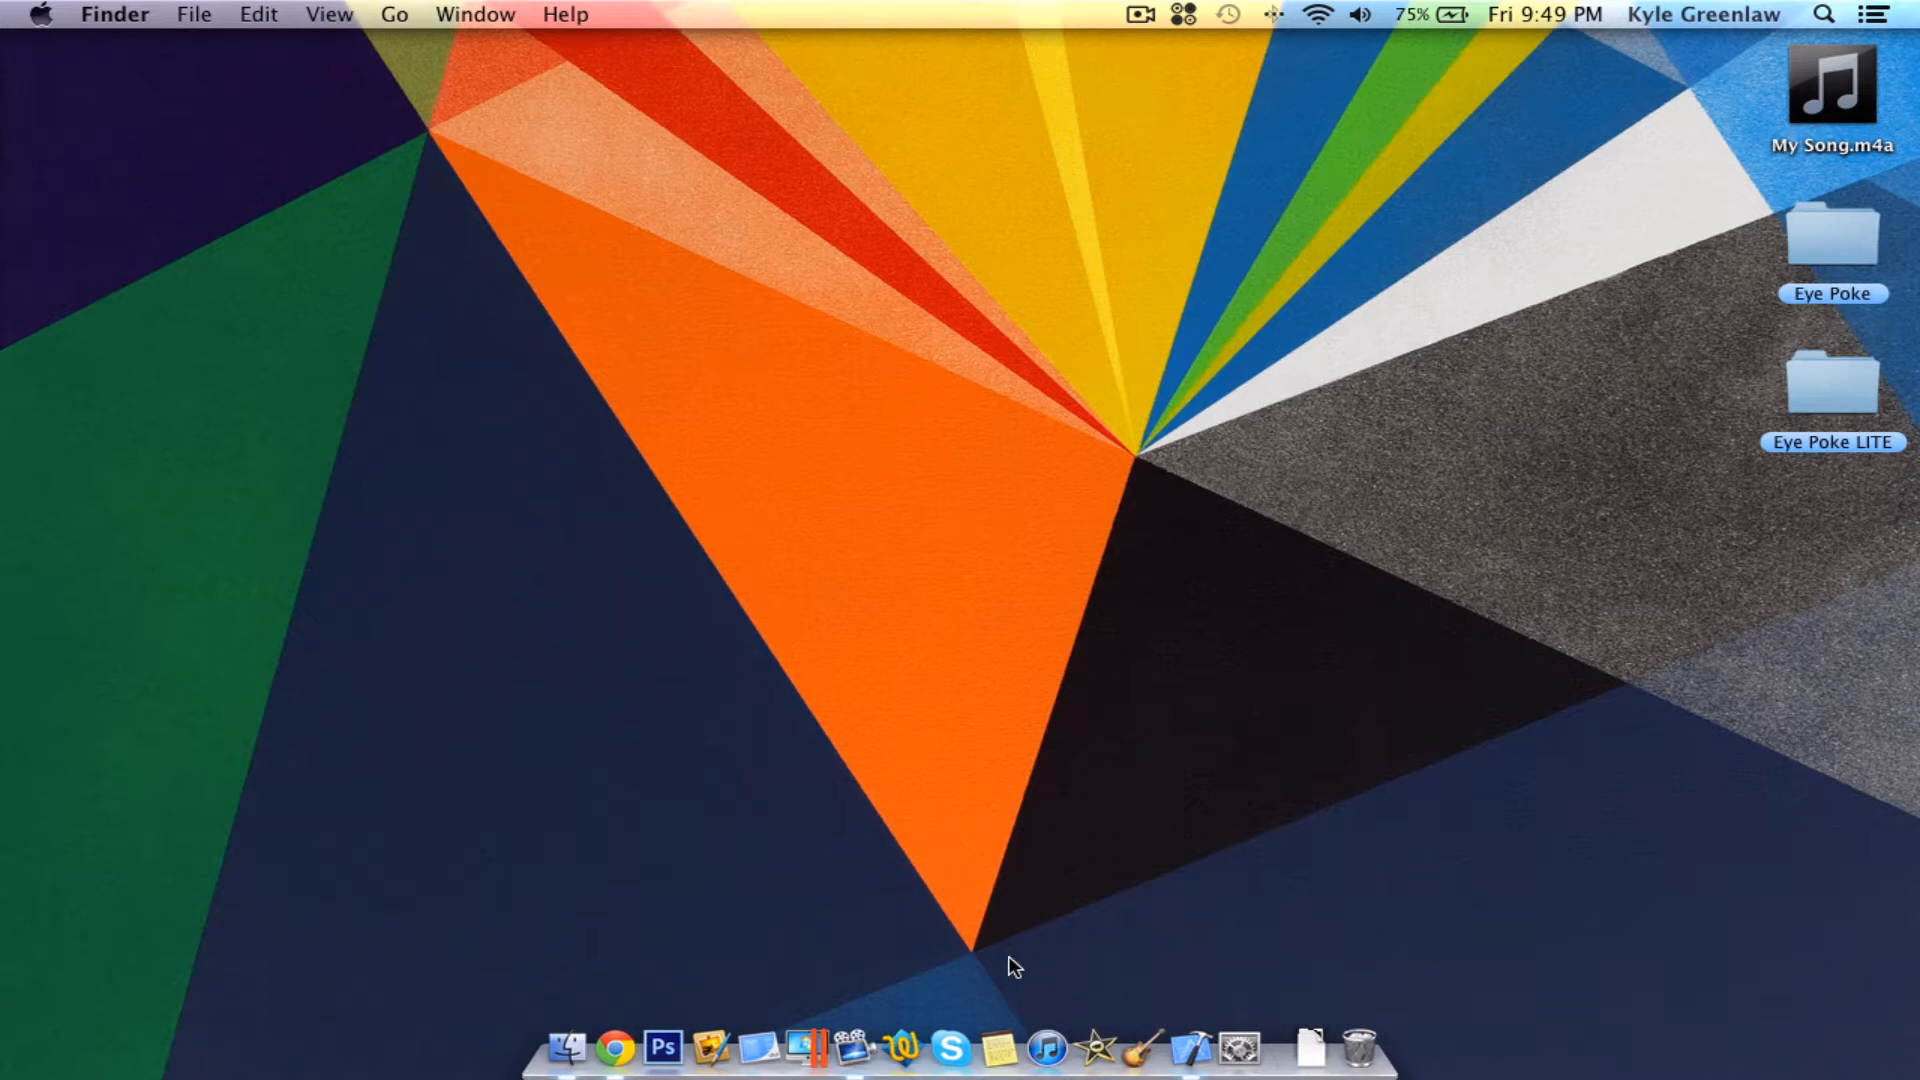 Finder File Edit View Go Window Help 75% Fri 9:49 PM Kyle Greenlaw
My Song.m4a
Eye Poke
Eye Poke LITE
Ps